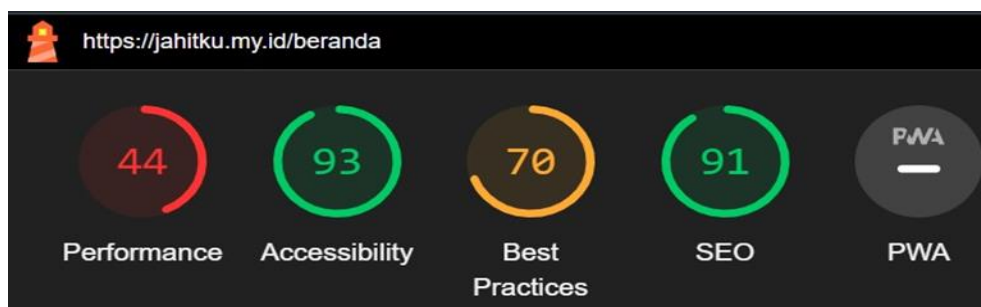 https://jahitku.my.id/beranda
44
93
70
91
PWA
Performance
Accessibility
Best
Practices
SEO
PWA